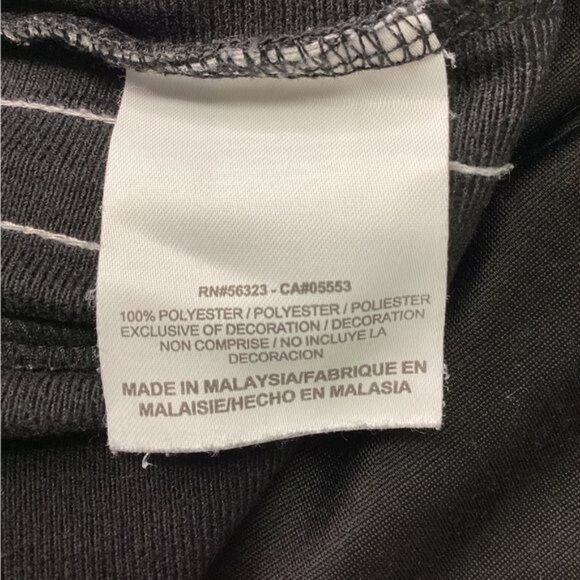 RN#56323 - CA#05553
100% POLYESTER / POLYESTER / POLIESTER
EXCLUSIVE OF DECORATION / DECORATION
NON COMPRISE / NO INCLUYE LA
DECORACION
MADE IN MALAYSIA/FABRIQUE EN
MALAISIE/HECHO EN MALASIA